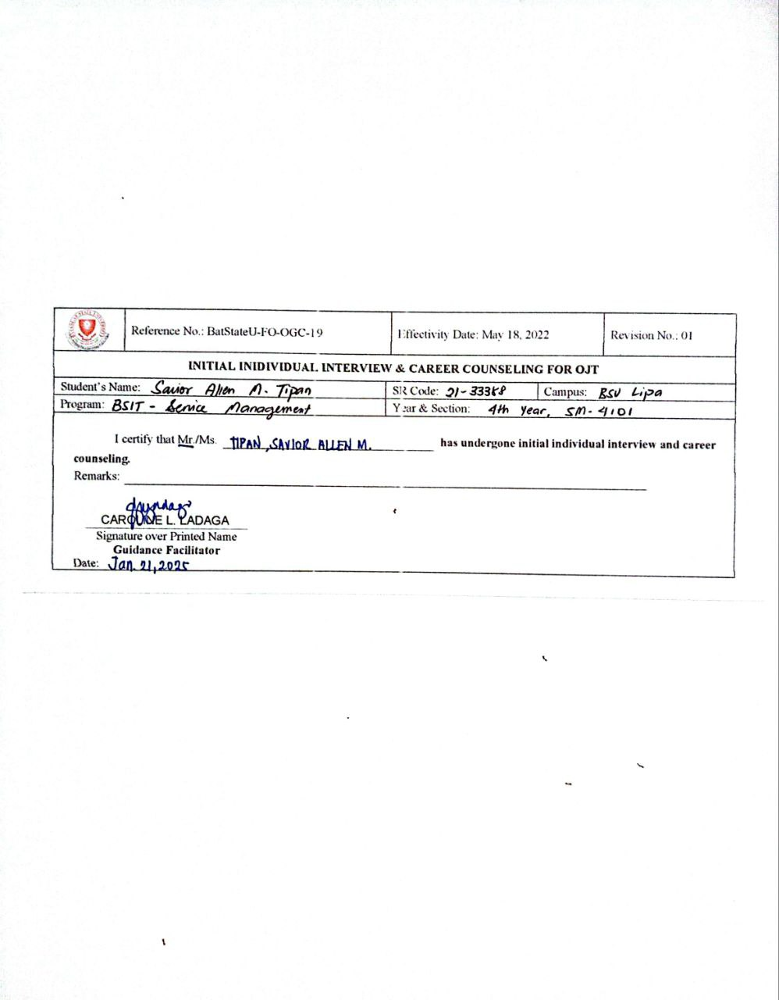 Reference No.: BatStateU-FO-OGC-19
Effectivity Date: May 18, 2022
Revision No.: 01
INITIAL INIDIVIDUAL INTERVIEW & CAREER COUNSELING FOR OJT
Student's Name: Savior Allen M. Tipan
SR Code: 21-33388
Campus: BSU Lipa
Program: BSIT - Service Management
Year & Section: 4th year, SM-4101
I certify that Mr./Ms. TIPAN, SAVIOR ALLEN M. has undergone initial individual interview and career
counseling.
Remarks:
CAROLINE L. LADAGA
Signature over Printed Name
Guidance Facilitator
Date: Jan. 21, 2025